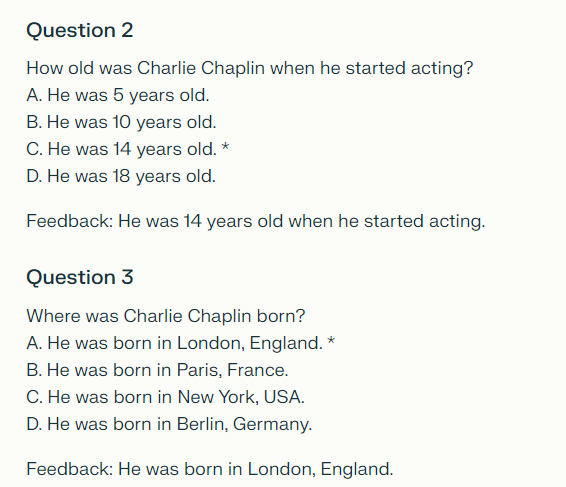 Question 2
How old was Charlie Chaplin when he started acting?
A. He was 5 years old.
B. He was 10 years old.
C. He was 14 years old. *
D. He was 18 years old.
Feedback: He was 14 years old when he started acting.
Question 3
Where was Charlie Chaplin born?
A. He was born in London, England. *
B. He was born in Paris, France.
C. He was born in New York, USA.
D. He was born in Berlin, Germany.
Feedback: He was born in London, England.